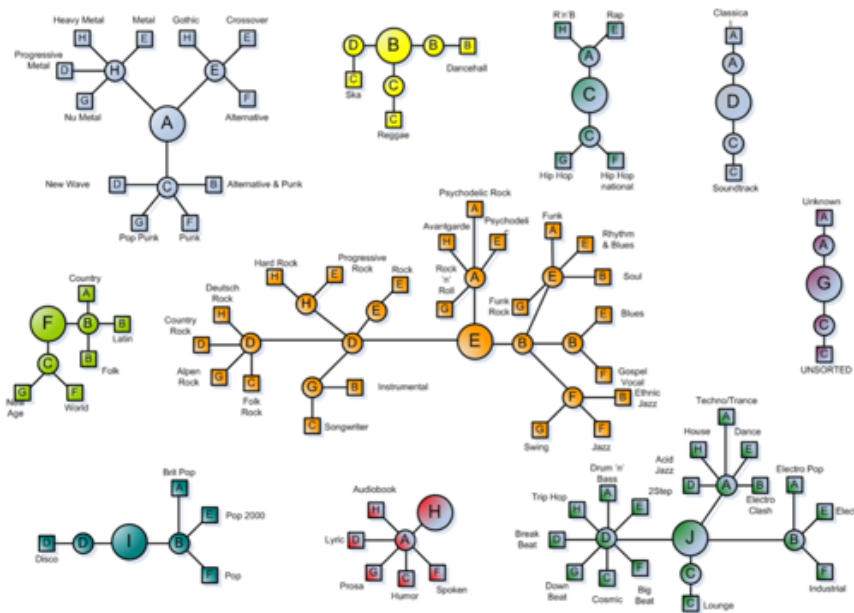 Heavy Metal
Metal
Gothic
Crossover
H
E
H
E
Progressive
Metal
D
H
E
G
F
Nu Metal
Alternative
A
New Wave
D
C
B
Alternative & Punk
G
F
Pop Punk
Punk
D
B
B
B
Dancehall
C
Ska
C
C
Reggae
R'n'B
Rap
H
E
A
A
C
C
C
G
F
Hip Hop
Hip Hop
national
Classica
A
A
D
C
C
Soundtrack
Unknown
A
A
G
C
C
UNSORTED
Country
A
F
B
B
Latin
C
B
Folk
G
F
New
Age
World
Psychodelic Rock
A
Avantgarde
Psychodeli
H
E
Rock
'n'
Roll
A
G
Funk
A
Rhythm
& Blues
E
E
B
Soul
Funk
Rock
G
Hard Rock
Progressive
Rock
Rock
H
E
E
H
E
Deutsch
Rock
H
Country
Rock
D
D
D
E
B
B
E
Blues
F
Gospel
Vocal
Alpen
Rock
G
C
Folk
Rock
G
B
Instrumental
C
Songwriter
F
B
Ethnic
Jazz
G
F
Swing
Jazz
Brit Pop
A
E
Pop 2000
D
D
I
B
Disco
F
Pop
Audiobook
H
H
Lyric
D
A
G
C
F
Prosa
Humor
Spoken
Techno/Trance
A
House
Dance
H
E
Acid
Jazz
D
A
B
Electro
Clash
Electro Pop
A
E
Elec
B
F
Industrial
Drum 'n'
Bass
2Step
Trip Hop
H
A
E
Break
Beat
D
D
J
G
C
F
Down
Beat
Cosmic
Big
Beat
C
C
Lounge